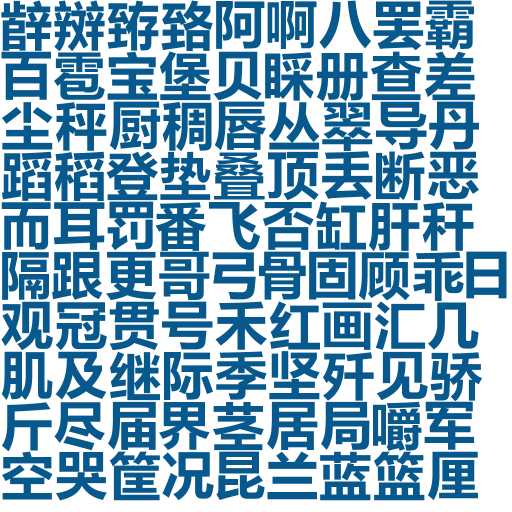 阿啊八罢霸
百雹宝堡贝睬册查差
尘秤厨稠唇丛翠导丹
蹈稻登垫叠顶丢断恶
而耳罚番飞否缸肝秆
隔跟更哥弓骨固顾乖日
观冠贯号禾红画汇几
肌及继际季坚歼见骄
斤尽届界茎居局嚼军
空哭筐况昆兰蓝篮厘